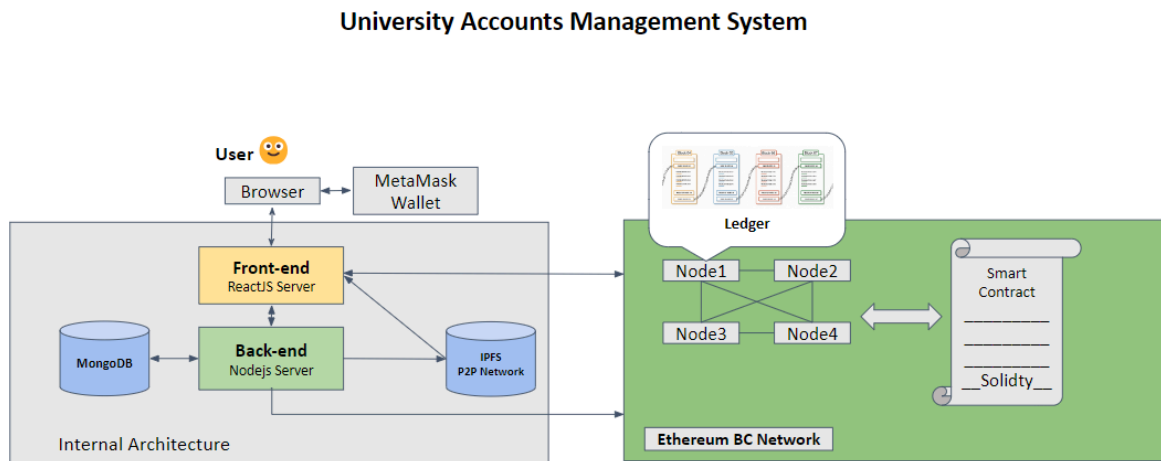 University Accounts Management System
User
Browser
MetaMask
Wallet
Ledger
Front-end
ReactJS Server
Node1
Node2
Node3
Node4
Smart
Contract
__Solidty__
MongoDB
Back-end
Nodejs Server
IPFS
P2P Network
Internal Architecture
Ethereum BC Network